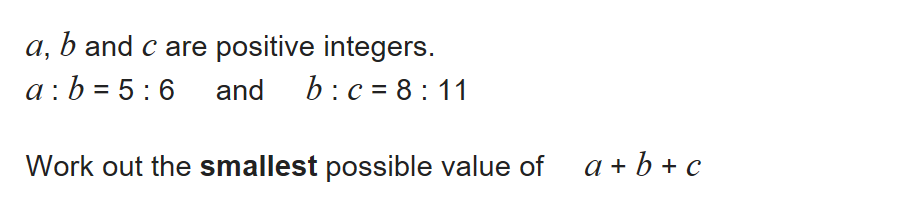 a, b and c are positive integers.
a : b = 5 : 6 and b : c = 8 : 11
Work out the smallest possible value of a + b + c